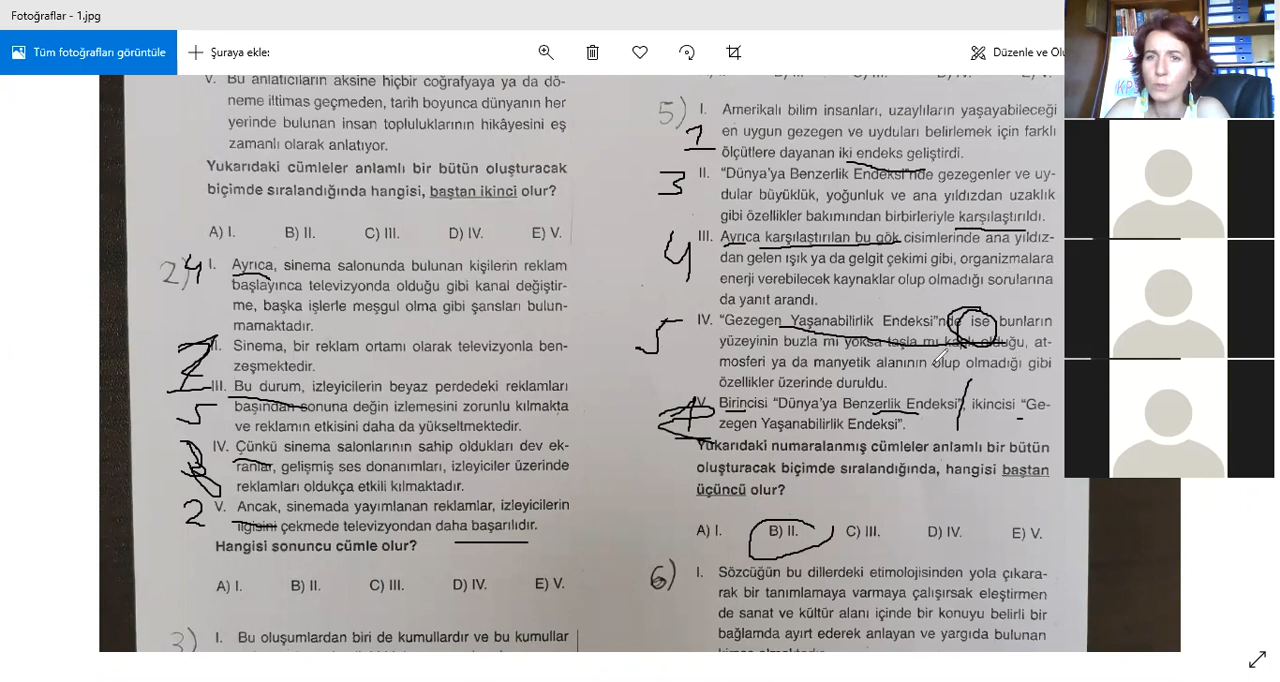 Fotoğraflar - 1.jpg
Tüm fotoğrafları görüntüle
Şuraya ekle:
Düzenle ve Olu
V. Bu anlatıcıların aksine hiçbir coğrafyaya ya da dö-
neme iltimas geçmeden, tarih boyunca dünyanın her
yerinde bulunan insan topluluklarının hikâyesini eş
zamanlı olarak anlatıyor.
Yukarıdaki cümleler anlamlı bir bütün oluşturacak
biçimde sıralandığında hangisi, baştan ikinci olur?
A) I. B) II. C) III. D) IV. E) V.
2) 4
I. Ayrıca, sinema salonunda bulunan kişilerin reklam
başlayınca televizyonda olduğu gibi kanal değiştir-
me, başka işlerle meşgul olma gibi şansları bulun-
mamaktadır.
II. Sinema, bir reklam ortamı olarak televizyonla ben-
zeşmektedir.
III. Bu durum, izleyicilerin beyaz perdedeki reklamları
başından sonuna değin izlemesini zorunlu kılmakta
5
ve reklamın etkisini daha da yükseltmektedir.
IV. Çünkü sinema salonlarının sahip oldukları dev ek-
ranlar, gelişmiş ses donanımları, izleyiciler üzerinde
reklamları oldukça etkili kılmaktadır.
2
V. Ancak, sinemada yayımlanan reklamlar, izleyicilerin
ilgisini çekmede televizyondan daha başarılıdır.
Hangisi sonuncu cümle olur?
A) I. B) II. C) III. D) IV. E) V.
3)
I. Bu oluşumlardan biri de kumullardır ve bu kumullar
5)
I. Amerikalı bilim insanları, uzaylıların yaşayabileceği
1
en uygun gezegen ve uyduları belirlemek için farklı
ölçütlere dayanan iki endeks geliştirdi.
3
II. "Dünya'ya Benzerlik Endeksi"nde gezegenler ve uy-
dular büyüklük, yoğunluk ve ana yıldızdan uzaklık
gibi özellikler bakımından birbirleriyle karşılaştırıldı.
4
III. Ayrıca karşılaştırılan bu gök cisimlerinde ana yıldız-
dan gelen ışık ya da gelgit çekimi gibi, organizmalara
enerji verebilecek kaynaklar olup olmadığı sorularına
da yanıt arandı.
5
IV. "Gezegen Yaşanabilirlik Endeksi"nde ise bunların
yüzeyinin buzla mı yoksa taşla mı kaplı olduğu, at-
mosferi ya da manyetik alanının olup olmadığı gibi
özellikler üzerinde duruldu.
V. Birincisi "Dünya'ya Benzerlik Endeksi", ikincisi "Ge-
zegen Yaşanabilirlik Endeksi".
Yukarıdaki numaralanmış cümleler anlamlı bir bütün
oluşturacak biçimde sıralandığında, hangisi baştan
üçüncü olur?
A) I. B) II. C) III. D) IV. E) V.
6)
I. Sözcüğün bu dillerdeki etimolojisinden yola çıkara-
rak bir tanımlamaya varmaya çalışırsak eleştirmen
de sanat ve kültür alanı içinde bir konuyu belirli bir
bağlamda ayırt ederek anlayan ve yargıda bulunan